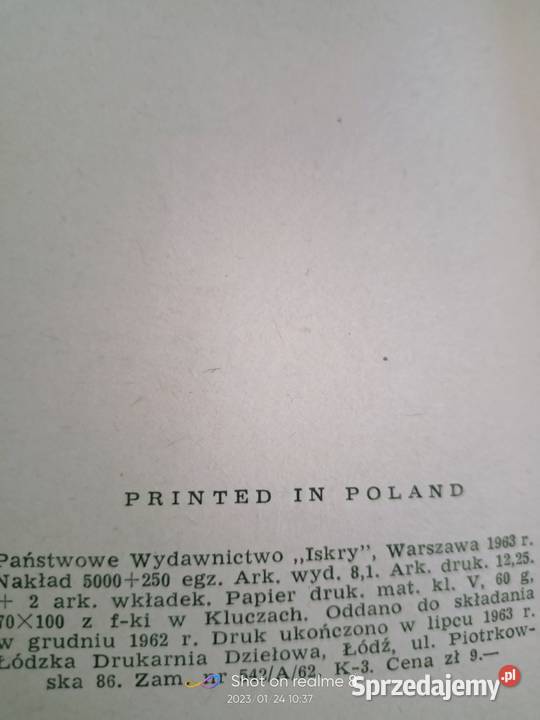 PRINTED IN POLAND
Państwowe Wydawnictwo „Iskry", Warszawa 1963 r.
Nakład 5000+250 egz. Ark. wyd. 8,1. Ark. druk. 12,25.
+ 2 ark. wkładek. Papier druk. mat. kl. V, 60 g,
70×100 z f-ki w Kluczach. Oddano do składania
w grudniu 1962 r. Druk ukończono w lipcu 1963 r.
Łódzka Drukarnia Dziełowa, Łódź, ul. Piotrkow-
ska 86. Zam. nr 542/A/62. K-3. Cena zł 9.—
Shot on realme 8
2023/01/24 10:37
Sprzedajemy.pl